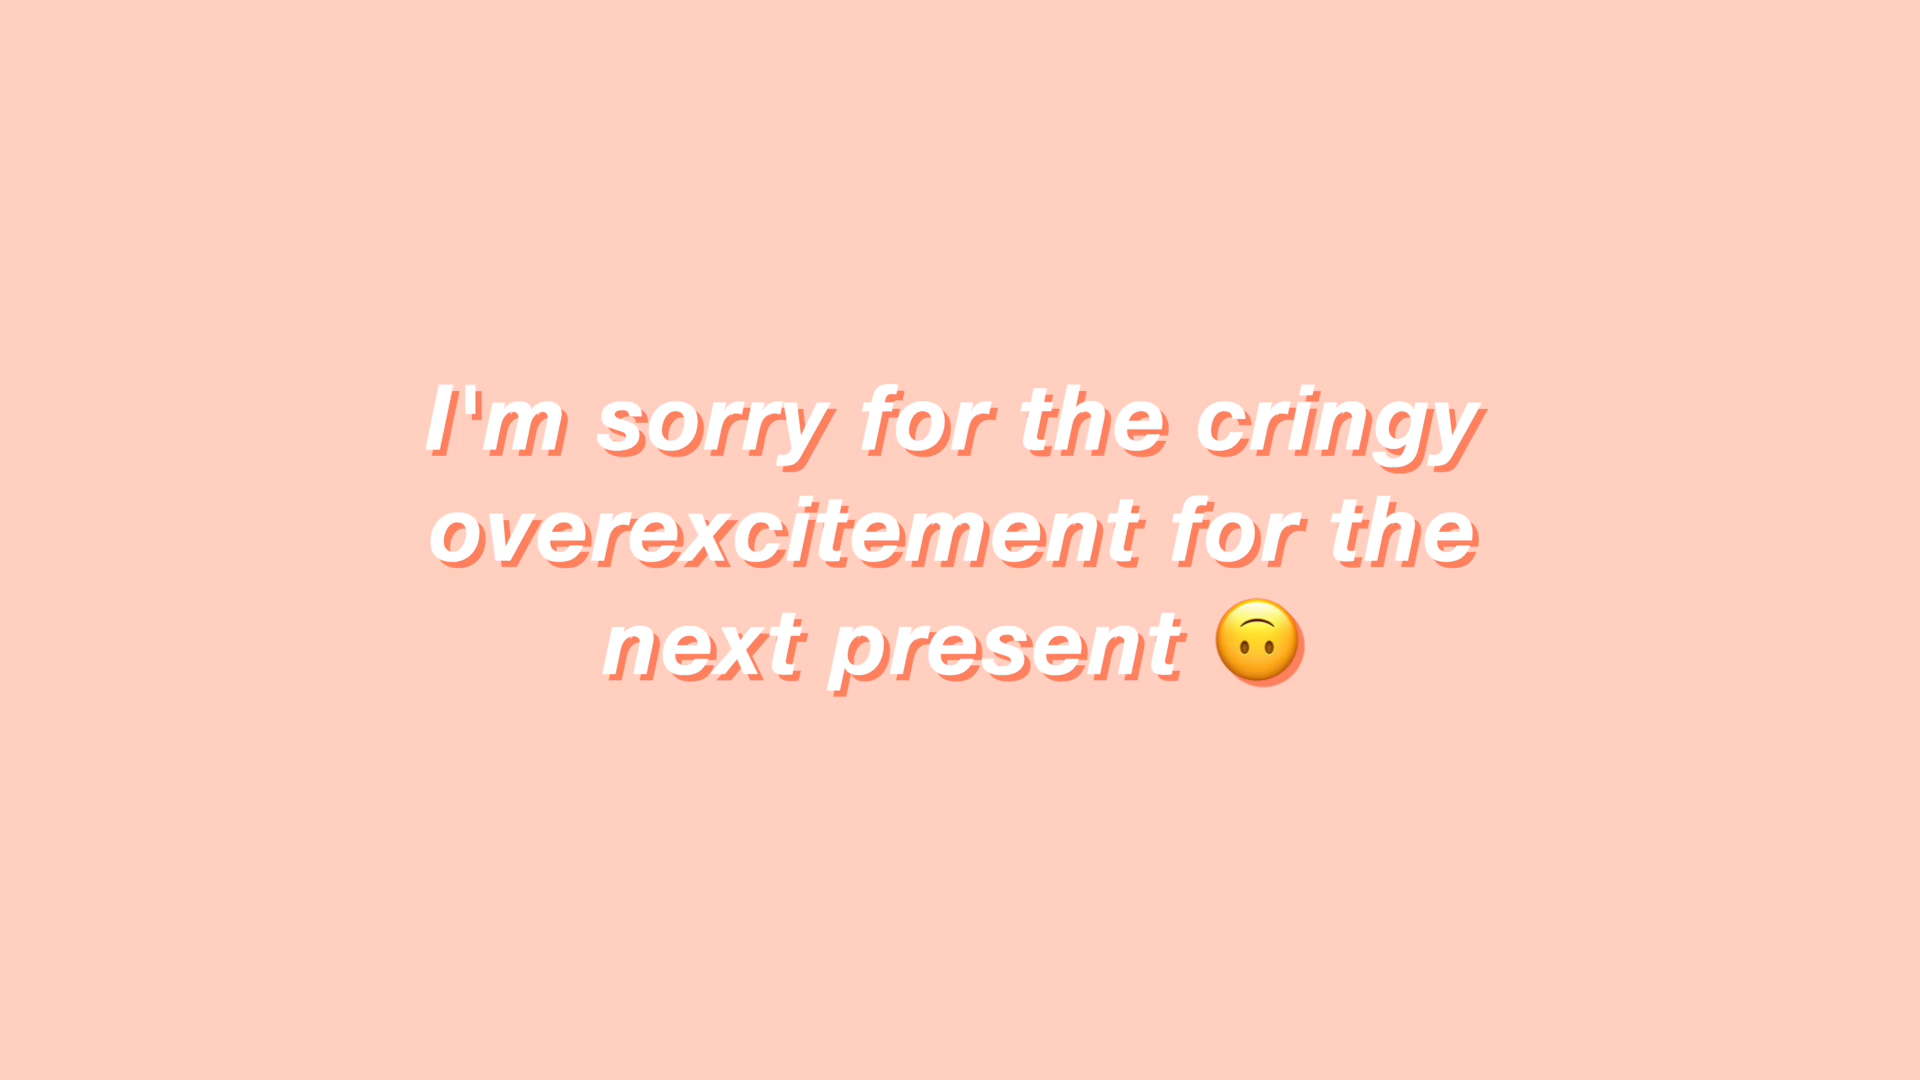 I'm sorry for the cringy
overexcitement for the
next present 🙃